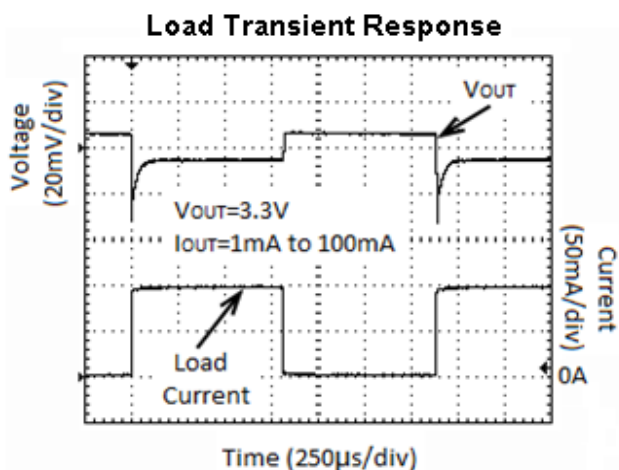 Load Transient Response
Voltage
(20mV/div)
VOUT
VOUT=3.3V
IOUT=1mA to 100mA
Current
(50mA/div)
Load
Current
0A
Time (250µs/div)